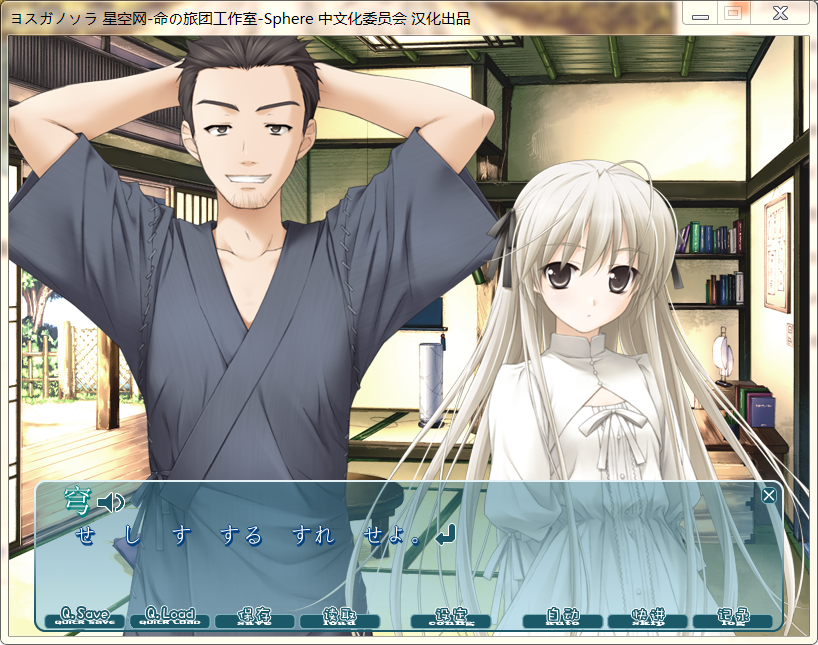 ヨスガノソラ 星空网-命の旅团工作室-Sphere 中文化委员会 汉化出品
穹
せ し す する すれ せよ。
Q.Save Q.Load 保存 读取 设定 自动 快进 记录
QUICK SAVE QUICK LOAD save load config auto skip log